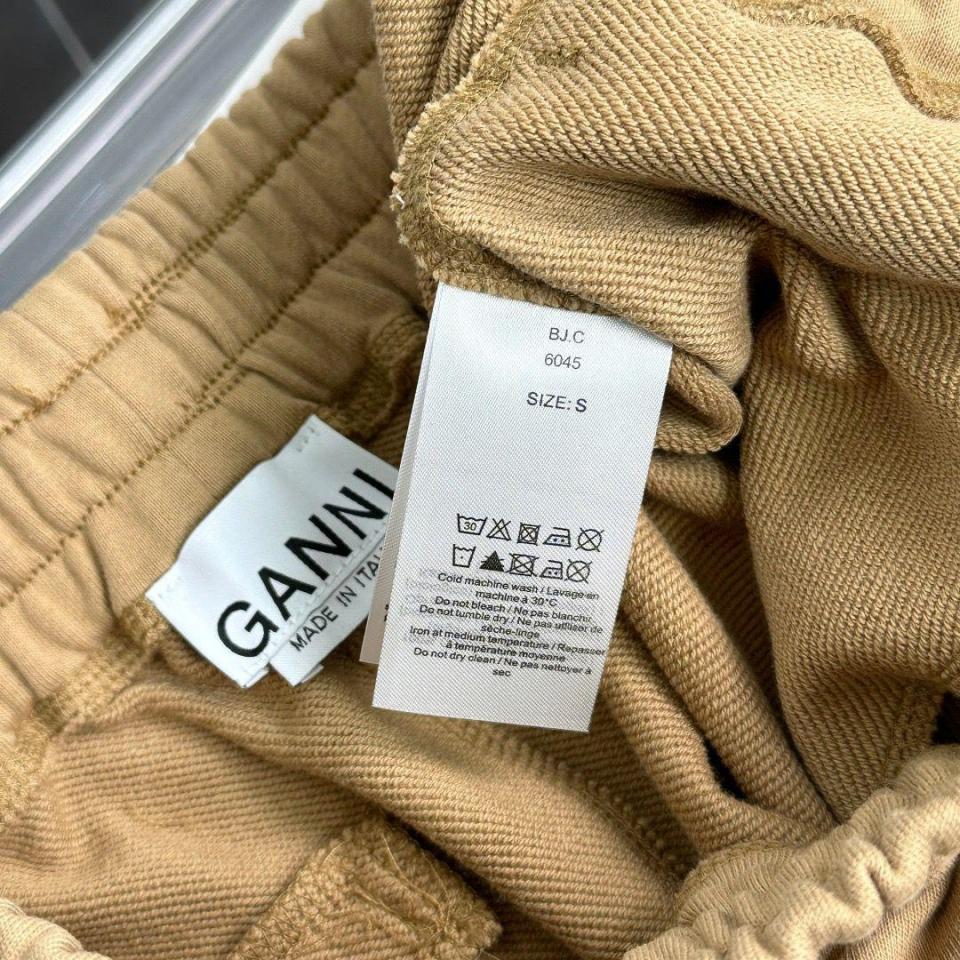 BJ.C
6045
SIZE: S
30
Cold machine wash / Lavage en
machine à 30°C
Do not bleach / Ne pas blanchir
Do not tumble dry / Ne pas utiliser de
sèche-linge
Iron at medium temperature / Repasser
à température moyenne
Do not dry clean / Ne pas nettoyer à
sec
GANNI
MADE IN ITALY